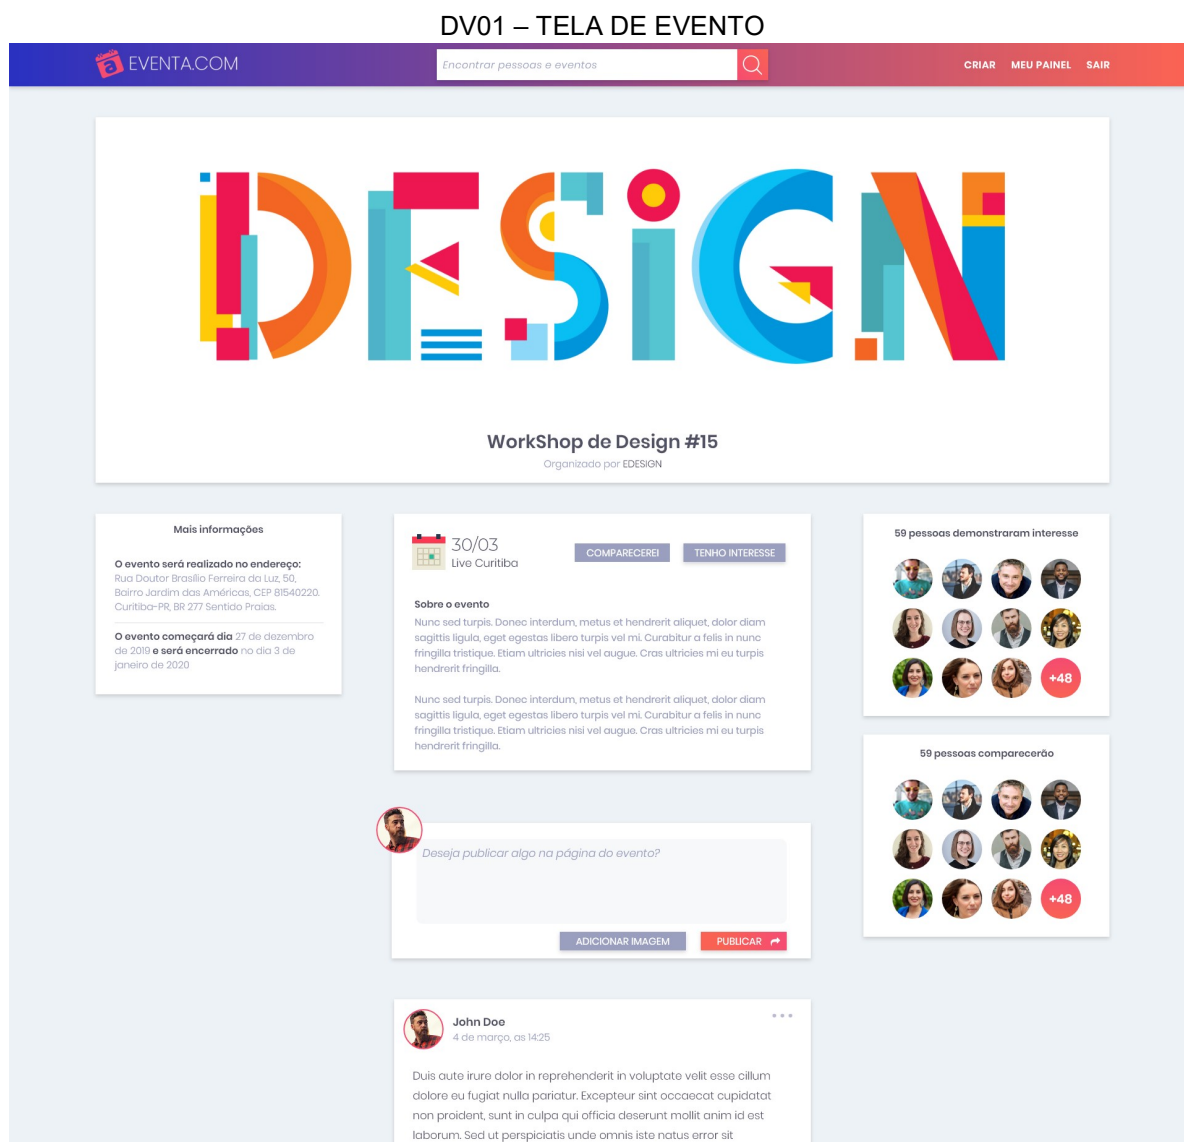 DV01 – TELA DE EVENTO
EVENTA.COM
Encontrar pessoas e eventos
CRIAR MEU PAINEL SAIR
DESiGN
WorkShop de Design #15
Organizado por EDESIGN
Mais informações
O evento será realizado no endereço:
Rua Doutor Brasílio Ferreira da Luz, 50,
Bairro Jardim das Américas, CEP 81540220.
Curitiba-PR, BR 277 Sentido Praias.
O evento começará dia 27 de dezembro
de 2019 e será encerrado no dia 3 de
janeiro de 2020
30/03
Live Curitiba
COMPARECEREI TENHO INTERESSE
Sobre o evento
Nunc sed turpis. Donec interdum, metus et hendrerit aliquet, dolor diam
sagittis ligula, eget egestas libero turpis vel mi. Curabitur a felis in nunc
fringilla tristique. Etiam ultricies nisi vel augue. Cras ultricies mi eu turpis
hendrerit fringilla.
Nunc sed turpis. Donec interdum, metus et hendrerit aliquet, dolor diam
sagittis ligula, eget egestas libero turpis vel mi. Curabitur a felis in nunc
fringilla tristique. Etiam ultricies nisi vel augue. Cras ultricies mi eu turpis
hendrerit fringilla.
59 pessoas demonstraram interesse
+48
59 pessoas comparecerão
+48
Deseja publicar algo na página do evento?
ADICIONAR IMAGEM PUBLICAR
John Doe
4 de março, as 14:25
Duis aute irure dolor in reprehenderit in voluptate velit esse cillum
dolore eu fugiat nulla pariatur. Excepteur sint occaecat cupidatat
non proident, sunt in culpa qui officia deserunt mollit anim id est
laborum. Sed ut perspiciatis unde omnis iste natus error sit